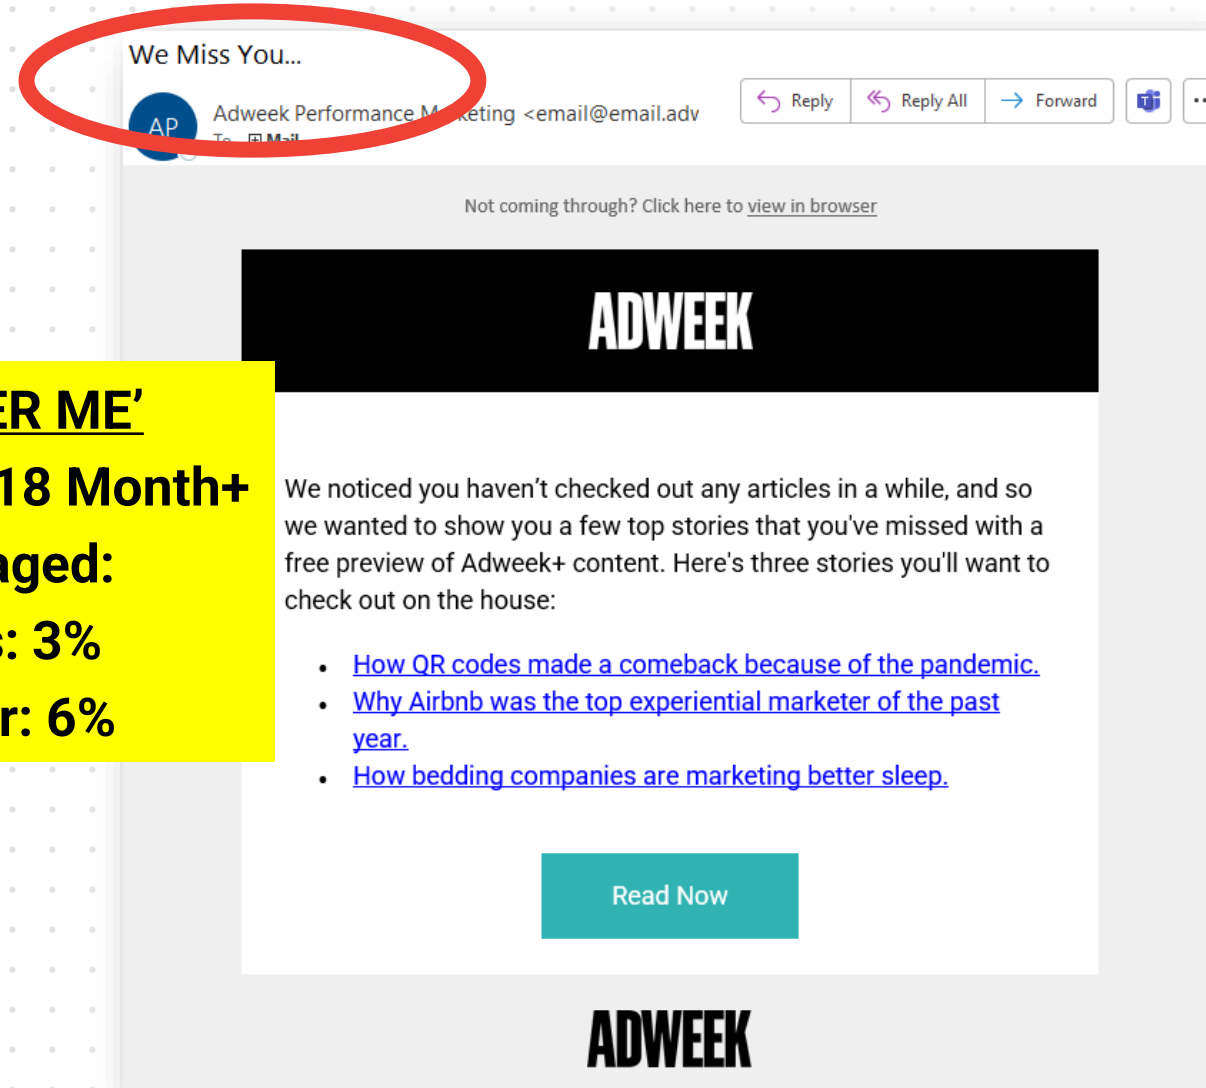 We Miss You...
AP
Adweek Performance Marketing <email@email.adw
Reply
Reply All
Forward
To Mail
Not coming through? Click here to view in browser
ADWEEK
ER ME’
18 Month+
aged:
s: 3%
r: 6%
We noticed you haven’t checked out any articles in a while, and so
we wanted to show you a few top stories that you've missed with a
free preview of Adweek+ content. Here's three stories you'll want to
check out on the house:
• How QR codes made a comeback because of the pandemic.
• Why Airbnb was the top experiential marketer of the past
year.
• How bedding companies are marketing better sleep.
Read Now
ADWEEK